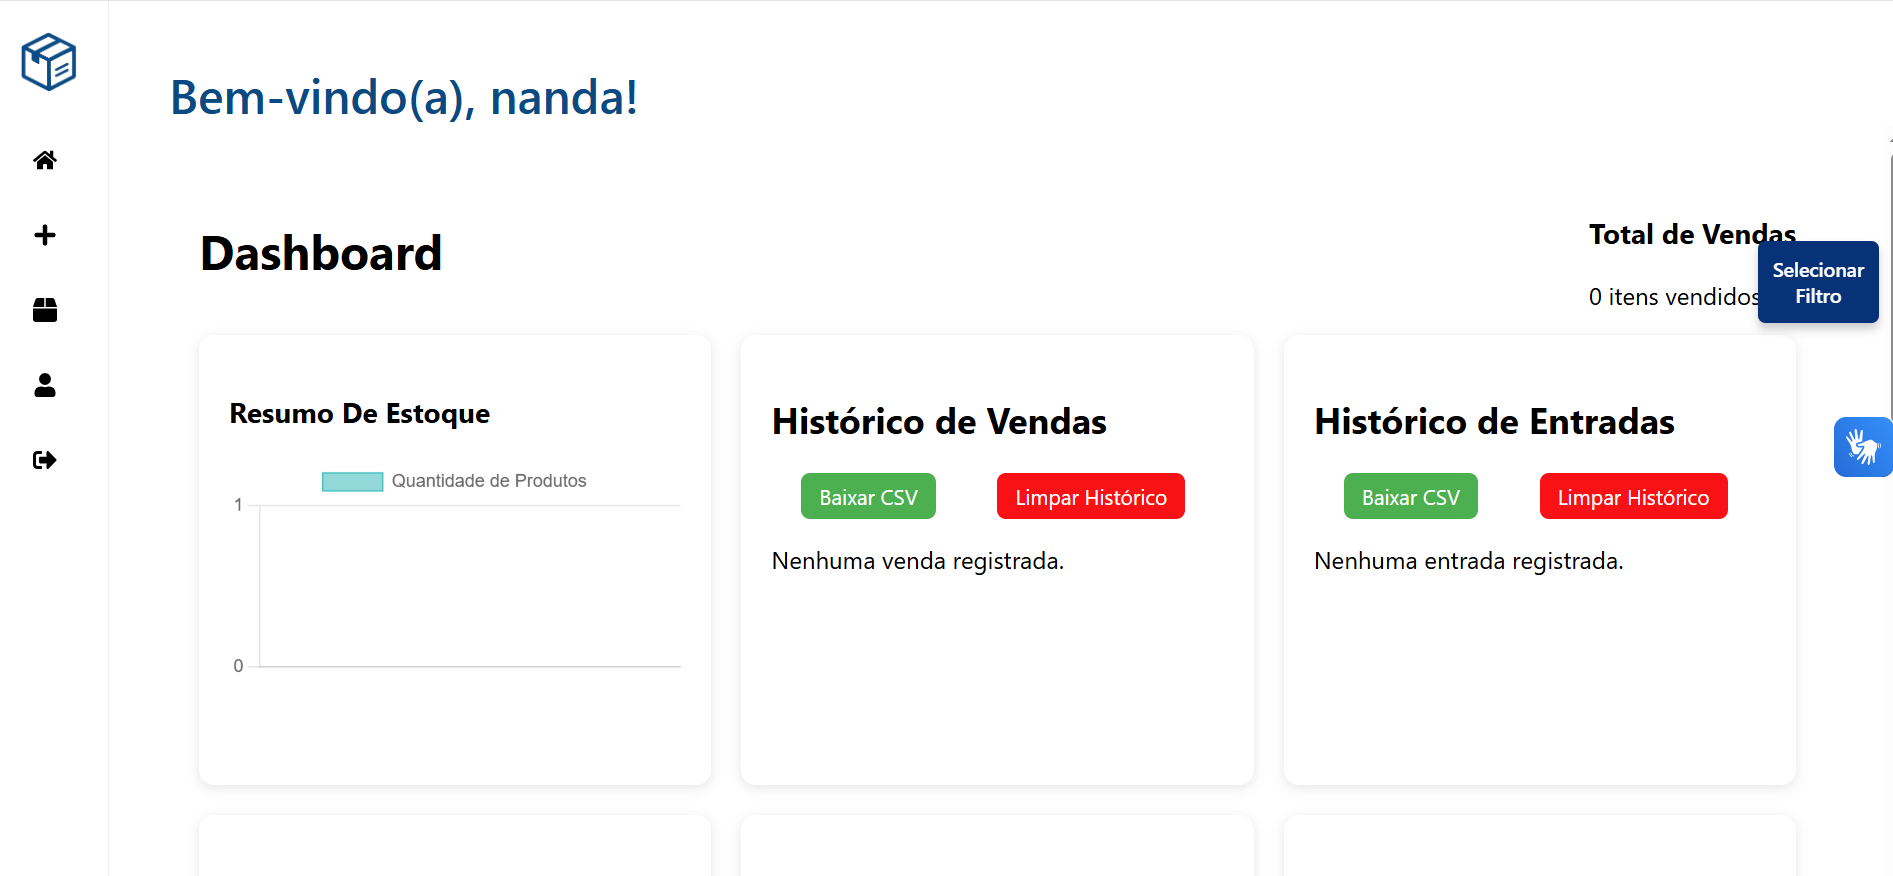 Bem-vindo(a), nanda!
Dashboard
Total de Vendas
0 itens vendidos
Selecionar
Filtro
Resumo De Estoque
Quantidade de Produtos
1
0
Histórico de Vendas
Baixar CSV Limpar Histórico
Nenhuma venda registrada.
Histórico de Entradas
Baixar CSV Limpar Histórico
Nenhuma entrada registrada.